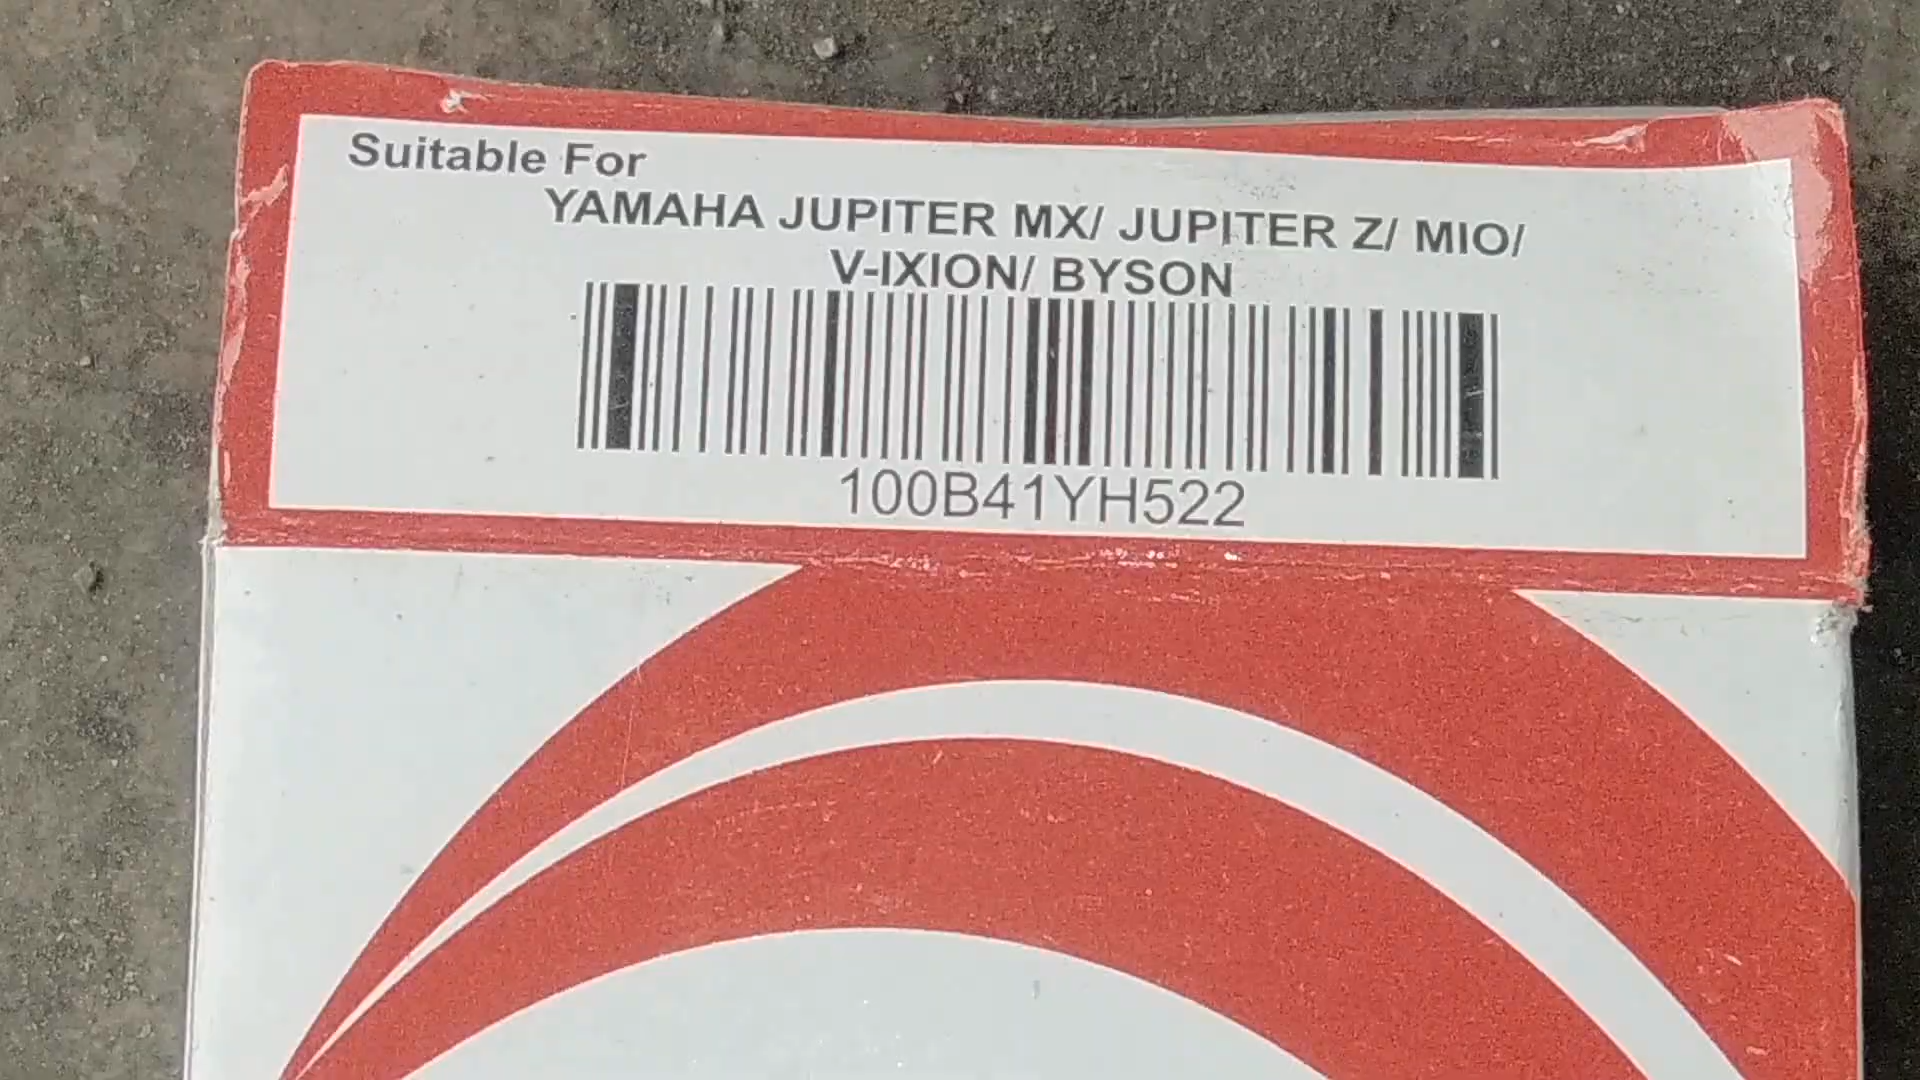 Suitable For
YAMAHA JUPITER MX/ JUPITER Z/ MIO/
V-IXION/ BYSON
100B41YH522